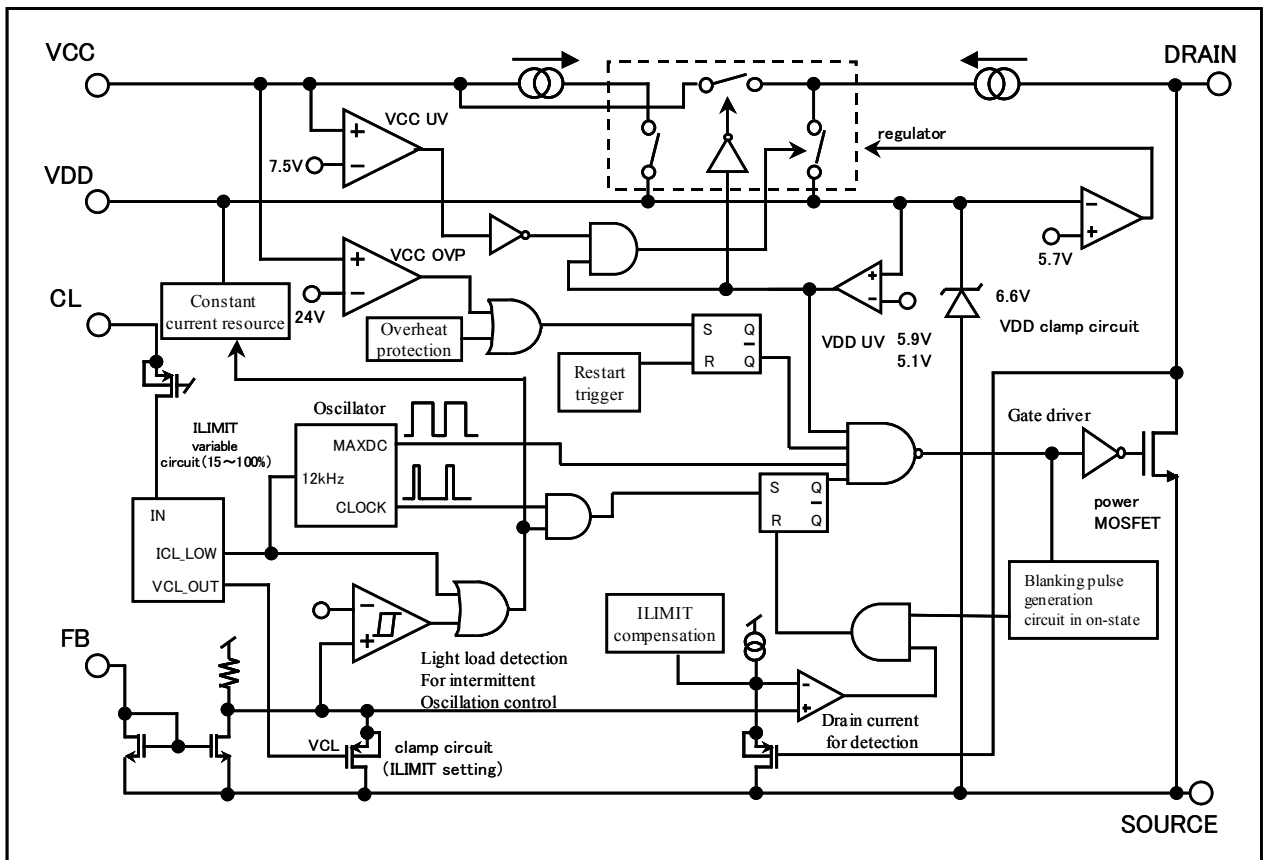 VCC
DRAIN
VCC UV
+
−
7.5V
regulator
VDD
VCC OVP
+
−
24V
−
+
5.7V
+
−
VDD UV
5.9V
5.1V
6.6V
VDD clamp circuit
CL
Constant
current resource
Overheat
protection
S
Q
R
Q
Restart
trigger
ILIMIT
variable
circuit(15～100%)
Oscillator
MAXDC
12kHz
CLOCK
Gate driver
S
Q
R
Q
power
MOSFET
IN
ICL_LOW
VCL_OUT
−
+
Light load detection
For intermittent
Oscillation control
ILIMIT
compensation
Blanking pulse
generation
circuit in on-state
FB
−
+
Drain current
for detection
VCL
clamp circuit
(ILIMIT setting)
SOURCE